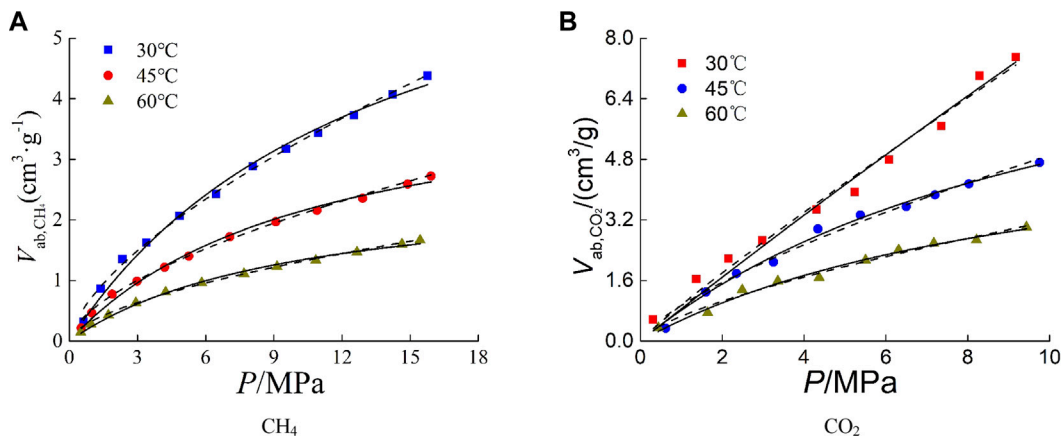 A
5
4
3
2
1
0
V_ab,CH₄(cm³·g⁻¹)
30°C
45°C
60°C
0 3 6 9 12 15 18
P/MPa
CH₄
B
8.0
6.4
4.8
3.2
1.6
0.0
V_ab,CO₂/(cm³/g)
30℃
45℃
60℃
0 2 4 6 8 10
P/MPa
CO₂